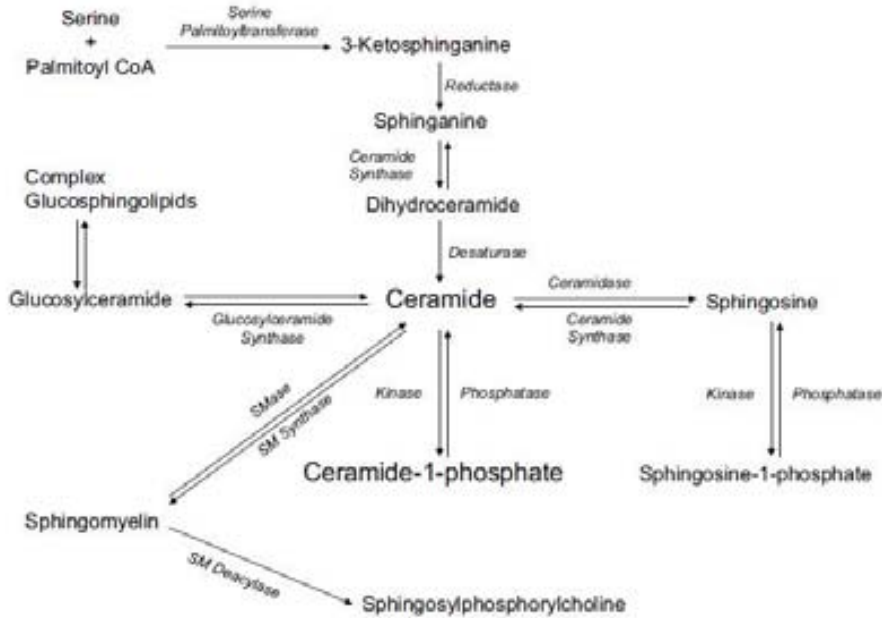 Serine
+
Palmitoyl CoA
Serine
Palmitoyltransferase
3-Ketosphinganine
Reductase
Sphinganine
Ceramide
Synthase
Complex
Glucosphingolipids
Dihydroceramide
Desaturase
Glucosylceramide
Glucosylceramide
Synthase
Ceramide
Ceramidase
Ceramide
Synthase
Sphingosine
SMase
SM Synthase
Kinase
Phosphatase
Kinase
Phosphatase
Ceramide-1-phosphate
Sphingosine-1-phosphate
Sphingomyelin
SM Deacylase
Sphingosylphosphorylcholine